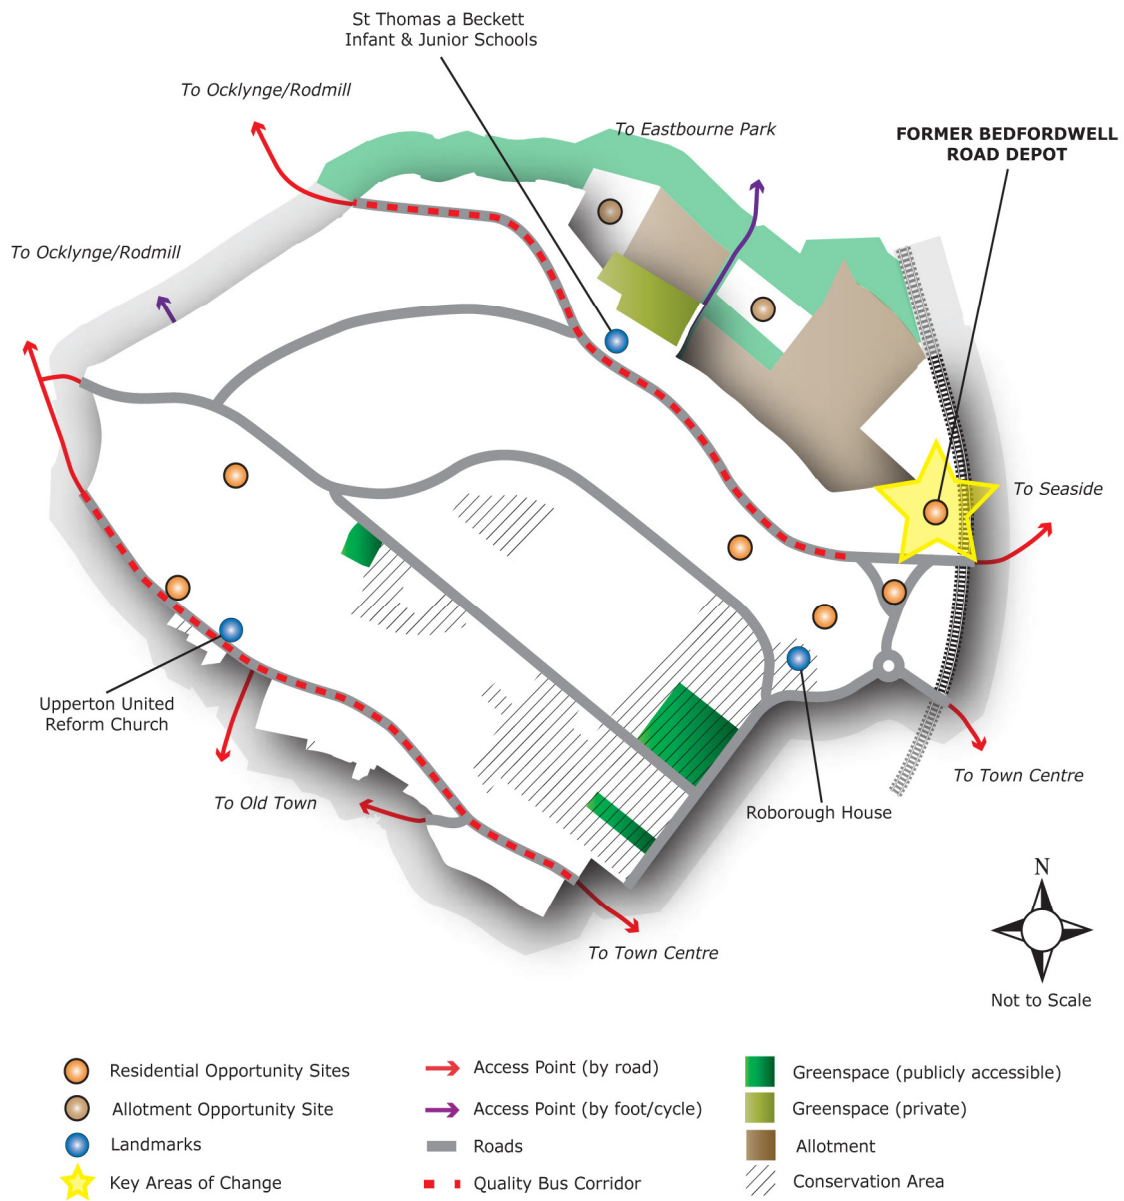 St Thomas a Beckett
Infant & Junior Schools
To Ocklynge/Rodmill
To Eastbourne Park
FORMER BEDFORDWELL
ROAD DEPOT
To Ocklynge/Rodmill
To Seaside
Upperton United
Reform Church
To Old Town
To Town Centre
Roborough House
To Town Centre
N
Not to Scale
Residential Opportunity Sites
Allotment Opportunity Site
Landmarks
Key Areas of Change
Access Point (by road)
Access Point (by foot/cycle)
Roads
Quality Bus Corridor
Greenspace (publicly accessible)
Greenspace (private)
Allotment
Conservation Area